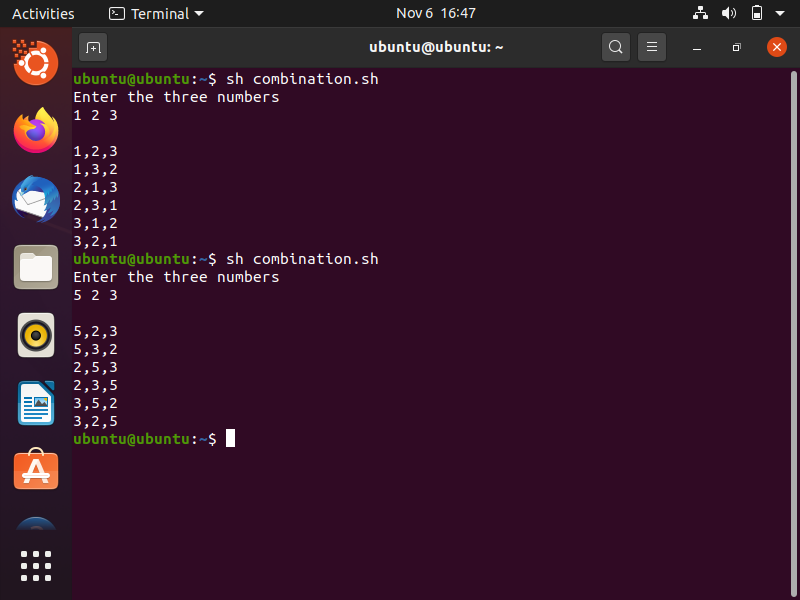 Activities Terminal Nov 6 16:47
ubuntu@ubuntu: ~
ubuntu@ubuntu:~$ sh combination.sh
Enter the three numbers
1 2 3
1,2,3
1,3,2
2,1,3
2,3,1
3,1,2
3,2,1
ubuntu@ubuntu:~$ sh combination.sh
Enter the three numbers
5 2 3
5,2,3
5,3,2
2,5,3
2,3,5
3,5,2
3,2,5
ubuntu@ubuntu:~$